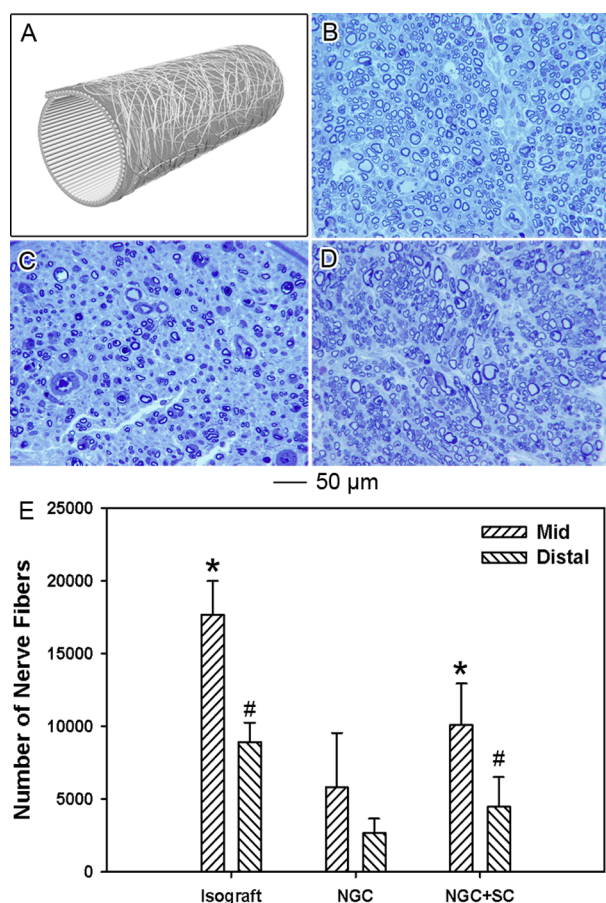 A
B
C
D
50 µm
E
25000
20000
15000
10000
5000
0
Number of Nerve Fibers
Mid
Distal
*
#
*
#
Isograft
NGC
NGC+SC